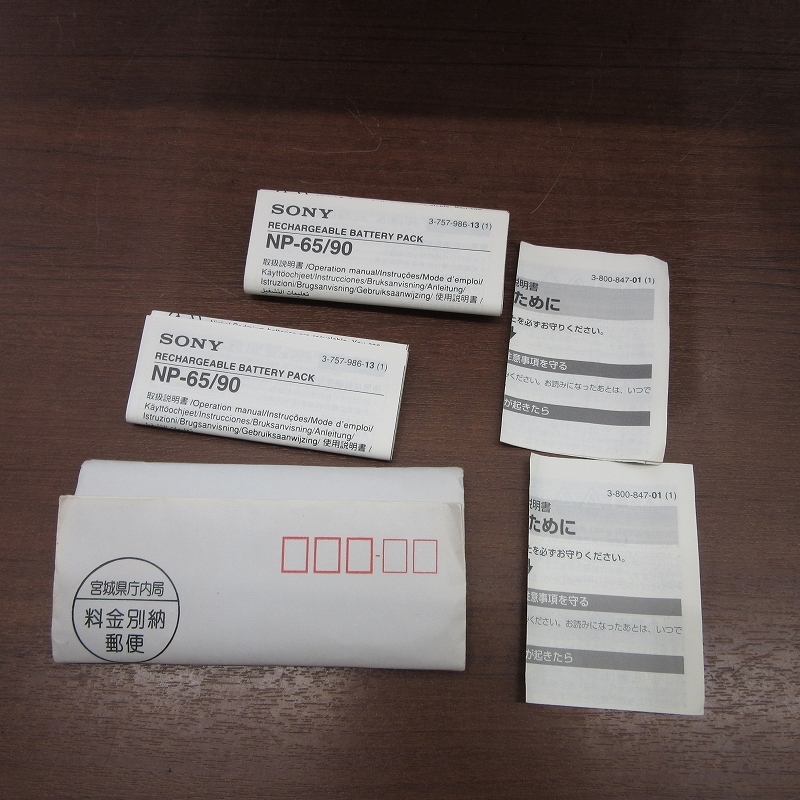 SONY
3-757-986-13 (1)
RECHARGEABLE BATTERY PACK
NP-65/90
取扱説明書 /Operation manual/Instruções/Mode d'emploi/
Käyttöohjeet/Instrucciones/Bruksanvisning/Anleitung/
Istruzioni/Brugsanvisning/Gebruiksaanwijzing/ 使用説明書 /
تعليمات التشغيل
SONY
3-757-986-13 (1)
RECHARGEABLE BATTERY PACK
NP-65/90
取扱説明書 /Operation manual/Instruções/Mode d'emploi/
Käyttöohjeet/Instrucciones/Bruksanvisning/Anleitung/
Istruzioni/Brugsanvisning/Gebruiksaanwijzing/ 使用説明書 /
3-800-847-01 (1)
説明書
ために
を必ずお守りください。
注意事項を守る
ください。お読みになったあとは、いつで
が起きたら
3-800-847-01 (1)
説明書
ために
を必ずお守りください。
注意事項を守る
ください。お読みになったあとは、いつで
が起きたら
宮城県庁内局
料金別納
郵便